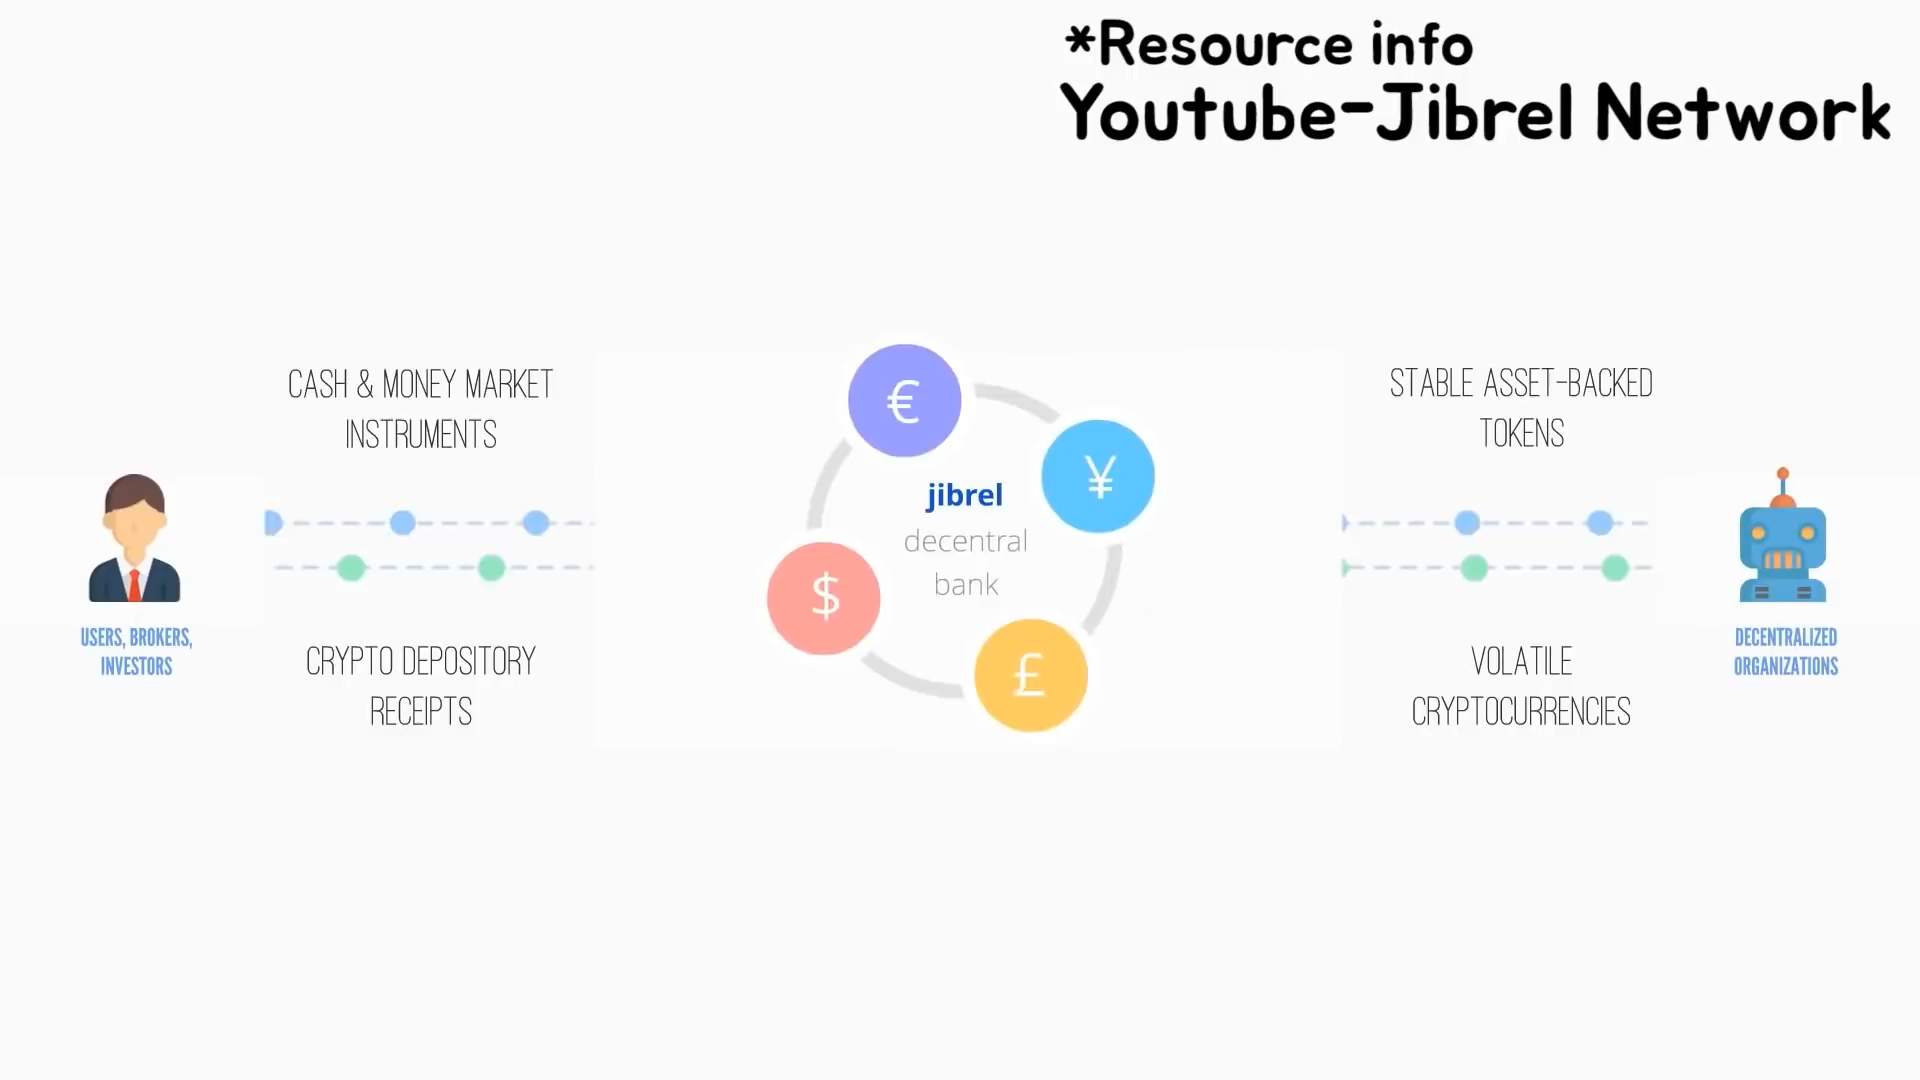 *Resource info
Youtube-Jibrel Network
CASH & MONEY MARKET
INSTRUMENTS
USERS, BROKERS,
INVESTORS
CRYPTO DEPOSITORY
RECEIPTS
€
¥
jibrel
decentral
bank
$
£
STABLE ASSET-BACKED
TOKENS
DECENTRALIZED
ORGANIZATIONS
VOLATILE
CRYPTOCURRENCIES